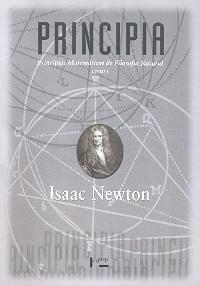 PRINCIPIA
Princípios Matemáticos de Filosofia Natural
LIVRO I
Isaac Newton